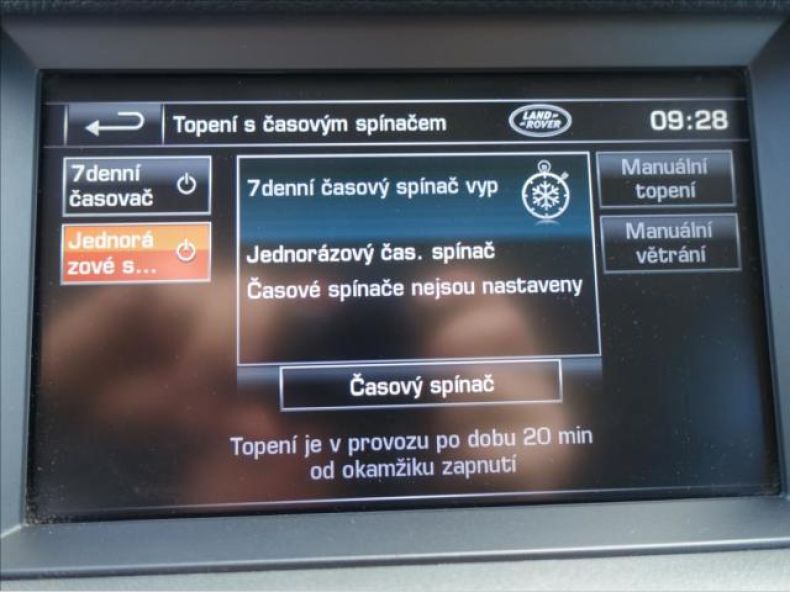 Topení s časovým spínačem
LAND-
-ROVER
09:28
7denní
časovač
Jednorá
zové s...
7denní časový spínač vyp
Jednorázový čas. spínač
Časové spínače nejsou nastaveny
Časový spínač
Manuální
topení
Manuální
větrání
Topení je v provozu po dobu 20 min
od okamžiku zapnutí